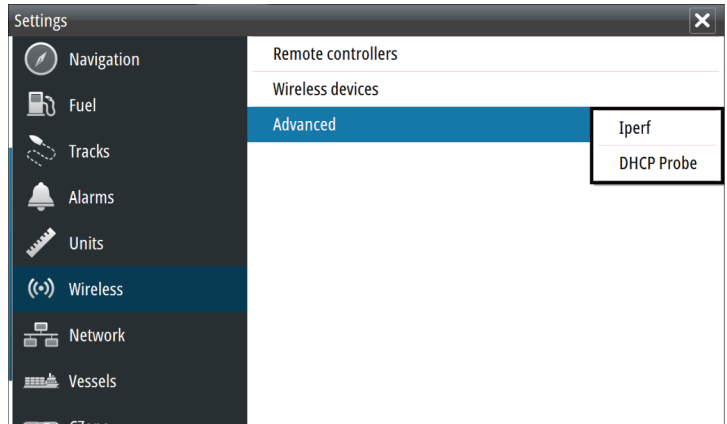 Settings
Navigation
Fuel
Tracks
Alarms
Units
Wireless
Network
Vessels
Remote controllers
Wireless devices
Advanced
Iperf
DHCP Probe